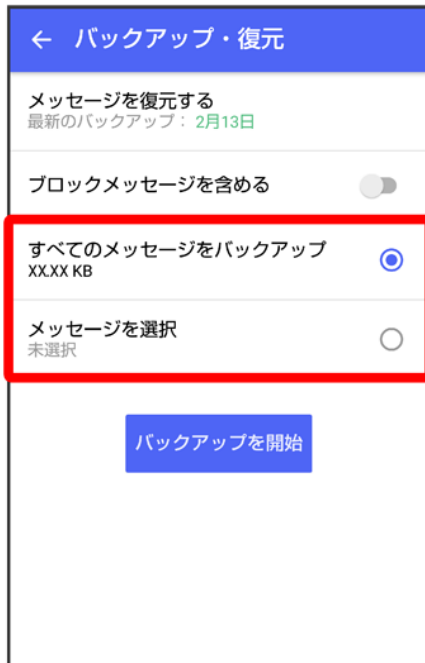 ← バックアップ・復元
メッセージを復元する
最新のバックアップ： 2月13日
ブロックメッセージを含める
すべてのメッセージをバックアップ
XX.XX KB
メッセージを選択
未選択
バックアップを開始